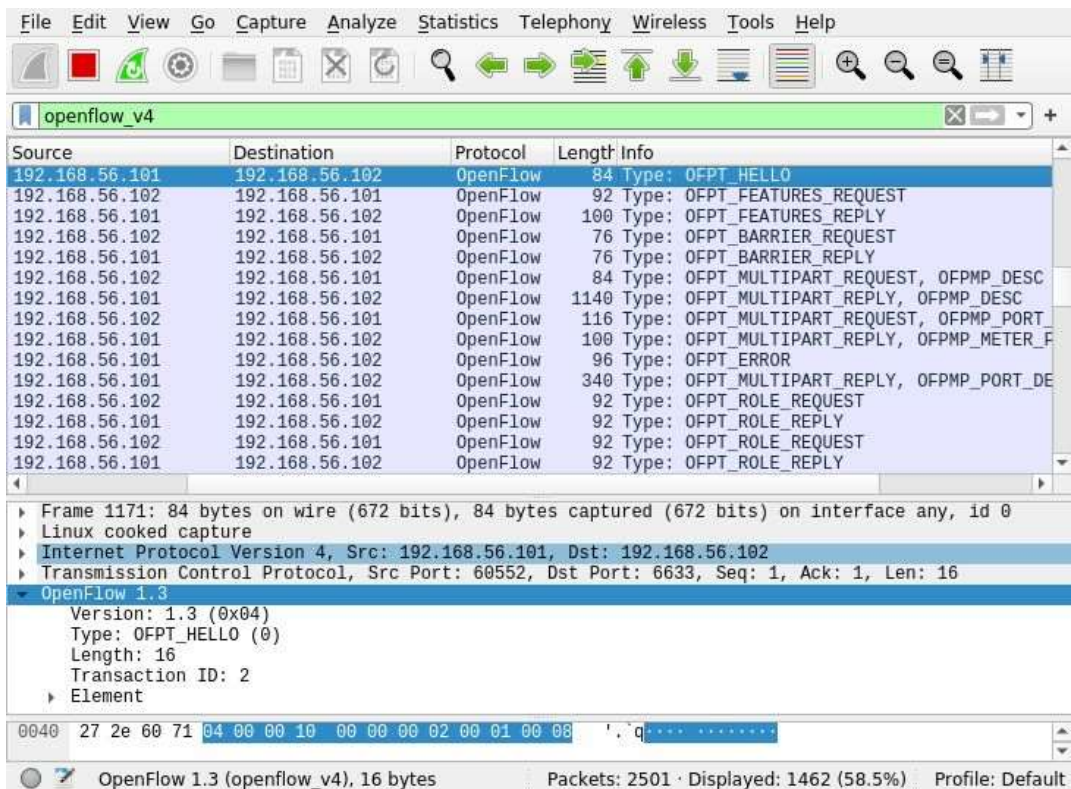 File Edit View Go Capture Analyze Statistics Telephony Wireless Tools Help
openflow_v4
Source Destination Protocol Length Info
192.168.56.101 192.168.56.102 OpenFlow 84 Type: OFPT_HELLO
192.168.56.102 192.168.56.101 OpenFlow 92 Type: OFPT_FEATURES_REQUEST
192.168.56.101 192.168.56.102 OpenFlow 100 Type: OFPT_FEATURES_REPLY
192.168.56.102 192.168.56.101 OpenFlow 76 Type: OFPT_BARRIER_REQUEST
192.168.56.101 192.168.56.102 OpenFlow 76 Type: OFPT_BARRIER_REPLY
192.168.56.102 192.168.56.101 OpenFlow 84 Type: OFPT_MULTIPART_REQUEST, OFPMP_DESC
192.168.56.101 192.168.56.102 OpenFlow 1140 Type: OFPT_MULTIPART_REPLY, OFPMP_DESC
192.168.56.102 192.168.56.101 OpenFlow 116 Type: OFPT_MULTIPART_REQUEST, OFPMP_PORT_
192.168.56.101 192.168.56.102 OpenFlow 100 Type: OFPT_MULTIPART_REPLY, OFPMP_METER_F
192.168.56.101 192.168.56.102 OpenFlow 96 Type: OFPT_ERROR
192.168.56.101 192.168.56.102 OpenFlow 340 Type: OFPT_MULTIPART_REPLY, OFPMP_PORT_DE
192.168.56.102 192.168.56.101 OpenFlow 92 Type: OFPT_ROLE_REQUEST
192.168.56.101 192.168.56.102 OpenFlow 92 Type: OFPT_ROLE_REPLY
192.168.56.102 192.168.56.101 OpenFlow 92 Type: OFPT_ROLE_REQUEST
192.168.56.101 192.168.56.102 OpenFlow 92 Type: OFPT_ROLE_REPLY
Frame 1171: 84 bytes on wire (672 bits), 84 bytes captured (672 bits) on interface any, id 0
Linux cooked capture
Internet Protocol Version 4, Src: 192.168.56.101, Dst: 192.168.56.102
Transmission Control Protocol, Src Port: 60552, Dst Port: 6633, Seq: 1, Ack: 1, Len: 16
OpenFlow 1.3
Version: 1.3 (0x04)
Type: OFPT_HELLO (0)
Length: 16
Transaction ID: 2
Element
0040 27 2e 60 71 04 00 00 10 00 00 00 02 00 01 00 08 '.`q···· ········
OpenFlow 1.3 (openflow_v4), 16 bytes Packets: 2501 · Displayed: 1462 (58.5%) Profile: Default